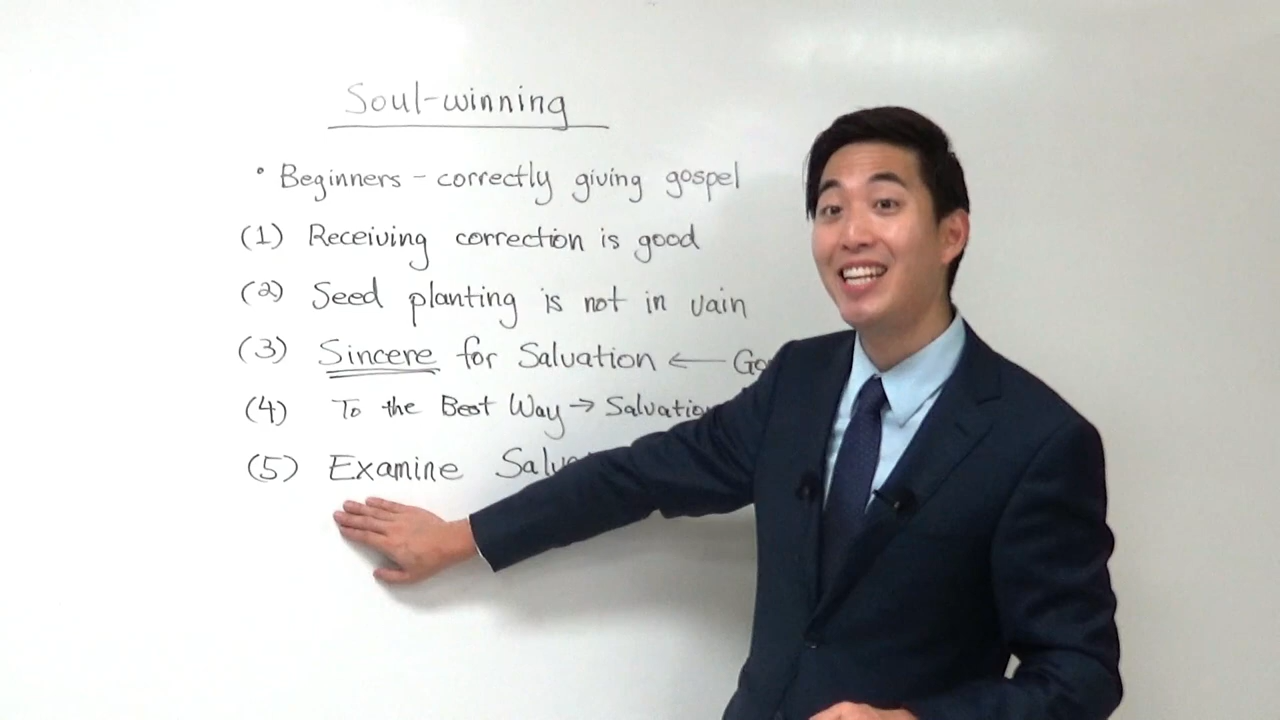 Soul-winning
• Beginners - correctly giving gospel
(1) Receiving correction is good
(2) Seed planting is not in vain
(3) Sincere for Salvation ←
(4) To the Best Way → Salvation
(5) Examine